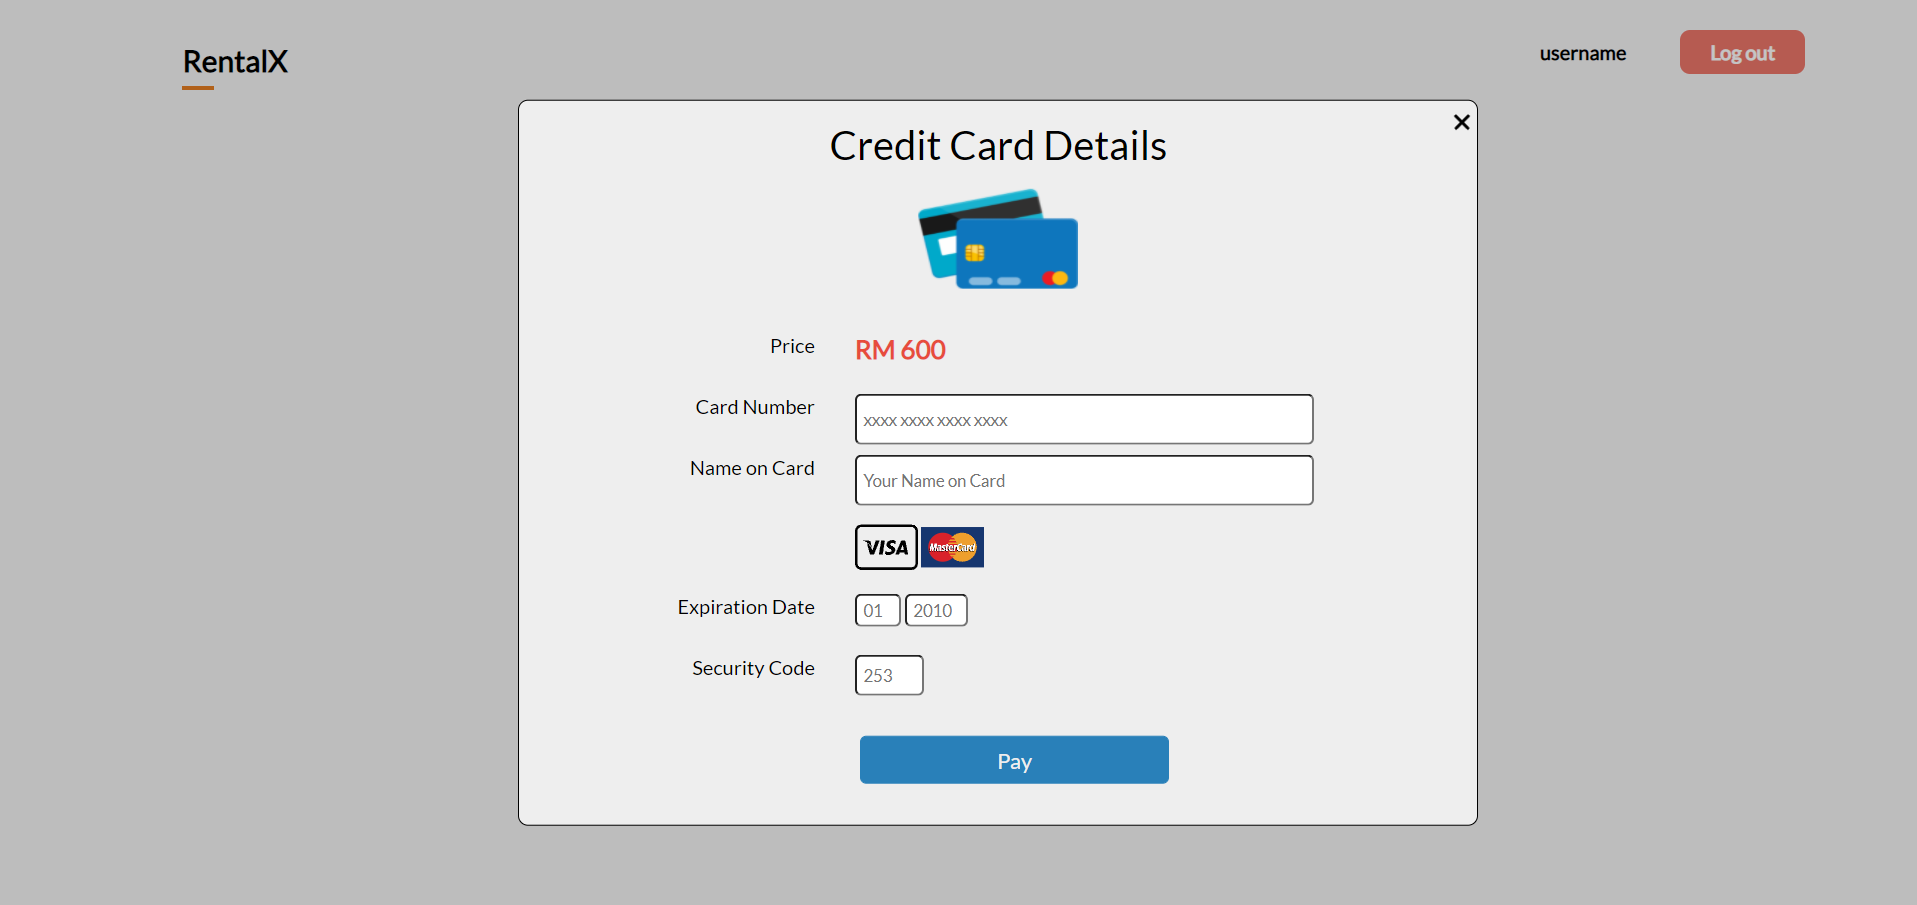 RentalX
username
Log out
Credit Card Details
Price
RM 600
Card Number
xxxx xxxx xxxx xxxx
Name on Card
Your Name on Card
VISA
MasterCard
Expiration Date
01
2010
Security Code
253
Pay